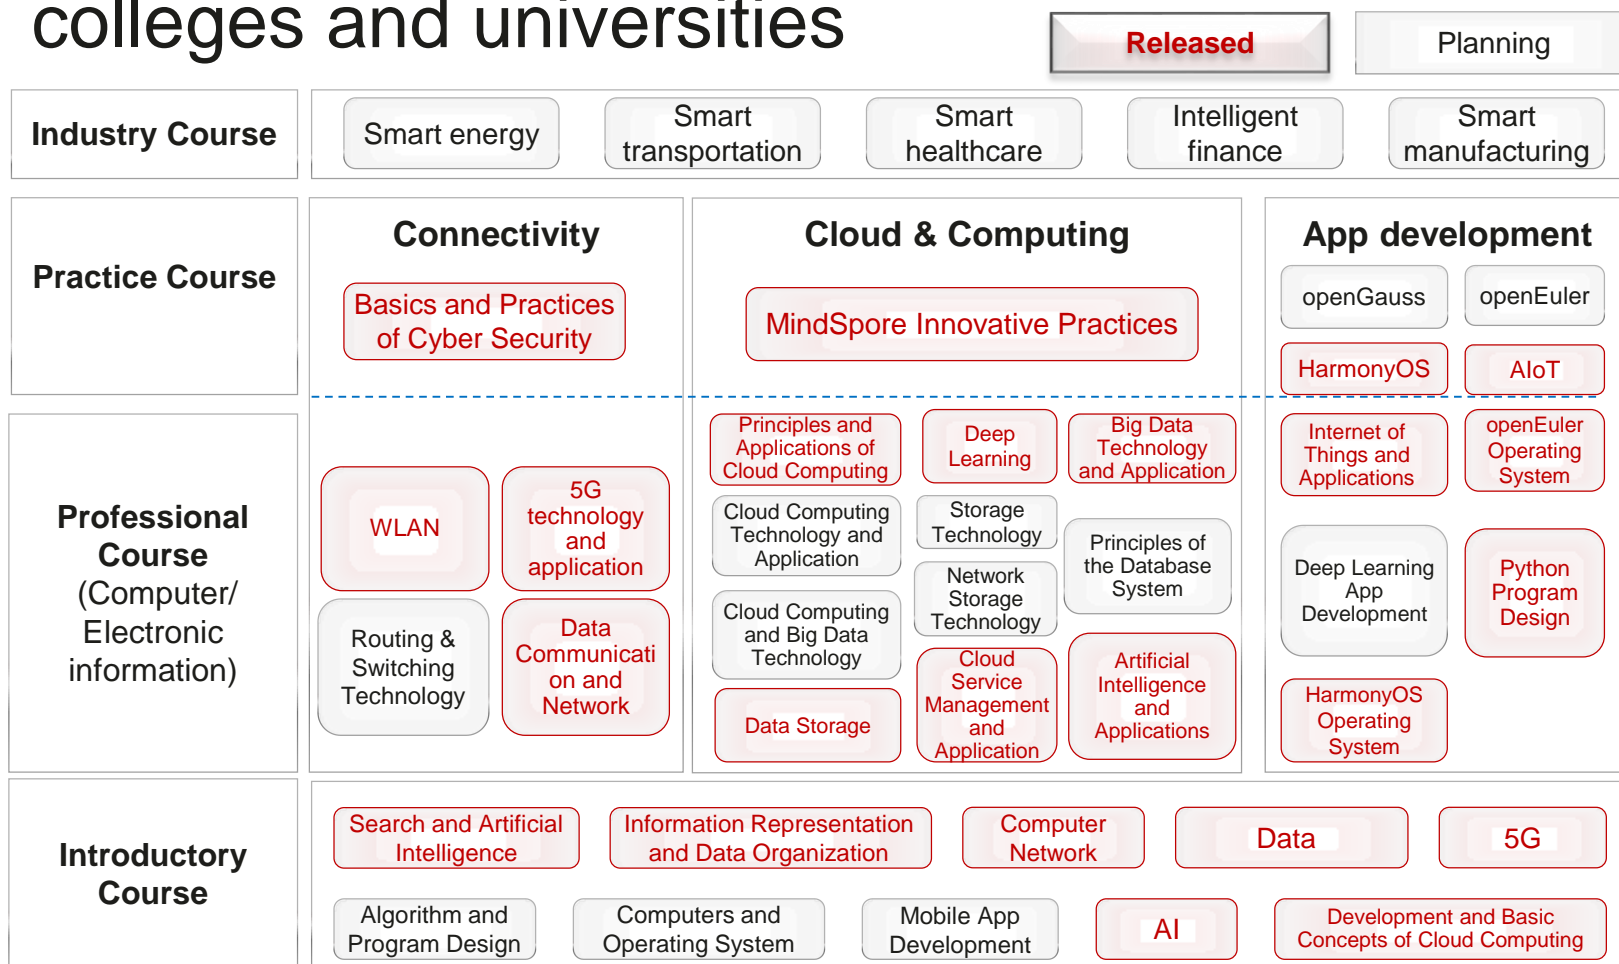 colleges and universities
Released
Planning
Industry Course
Smart energy
Smart
transportation
Smart
healthcare
Intelligent
finance
Smart
manufacturing
Practice Course
Connectivity
Basics and Practices
of Cyber Security
Cloud & Computing
MindSpore Innovative Practices
App development
openGauss
openEuler
HarmonyOS
AIoT
Professional
Course
(Computer/
Electronic
information)
WLAN
5G
technology
and
application
Routing &
Switching
Technology
Data
Communicati
on and
Network
Principles and
Applications of
Cloud Computing
Deep
Learning
Big Data
Technology
and Application
Cloud Computing
Technology and
Application
Storage
Technology
Principles of
the Database
System
Network
Storage
Technology
Cloud Computing
and Big Data
Technology
Data Storage
Cloud
Service
Management
and
Application
Artificial
Intelligence
and
Applications
Internet of
Things and
Applications
openEuler
Operating
System
Deep Learning
App
Development
Python
Program
Design
HarmonyOS
Operating
System
Introductory
Course
Search and Artificial
Intelligence
Information Representation
and Data Organization
Computer
Network
Data
5G
Algorithm and
Program Design
Computers and
Operating System
Mobile App
Development
AI
Development and Basic
Concepts of Cloud Computing